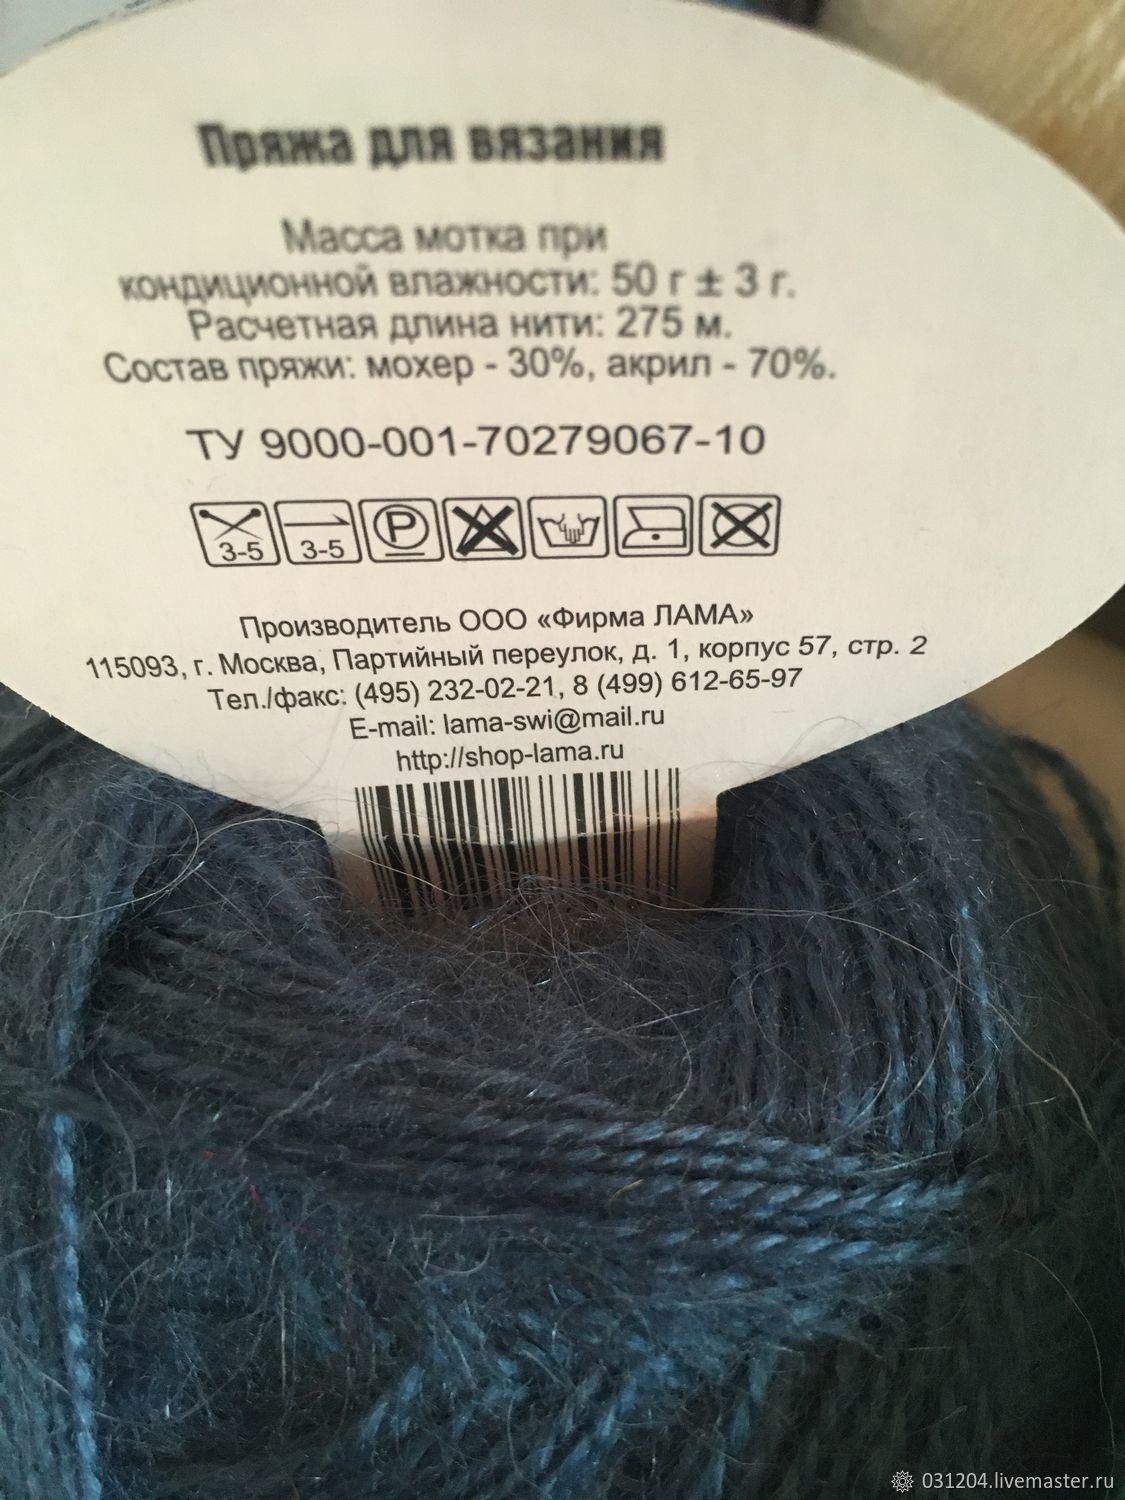 Пряжа для вязания
Масса мотка при
кондиционной влажности: 50 г ± 3 г.
Расчетная длина нити: 275 м.
Состав пряжи: мохер - 30%, акрил - 70%.
ТУ 9000-001-70279067-10
3-5 3-5 P
Производитель ООО «Фирма ЛАМА»
115093, г. Москва, Партийный переулок, д. 1, корпус 57, стр. 2
Тел./факс: (495) 232-02-21, 8 (499) 612-65-97
E-mail: lama-swi@mail.ru
http://shop-lama.ru
031204.livemaster.ru